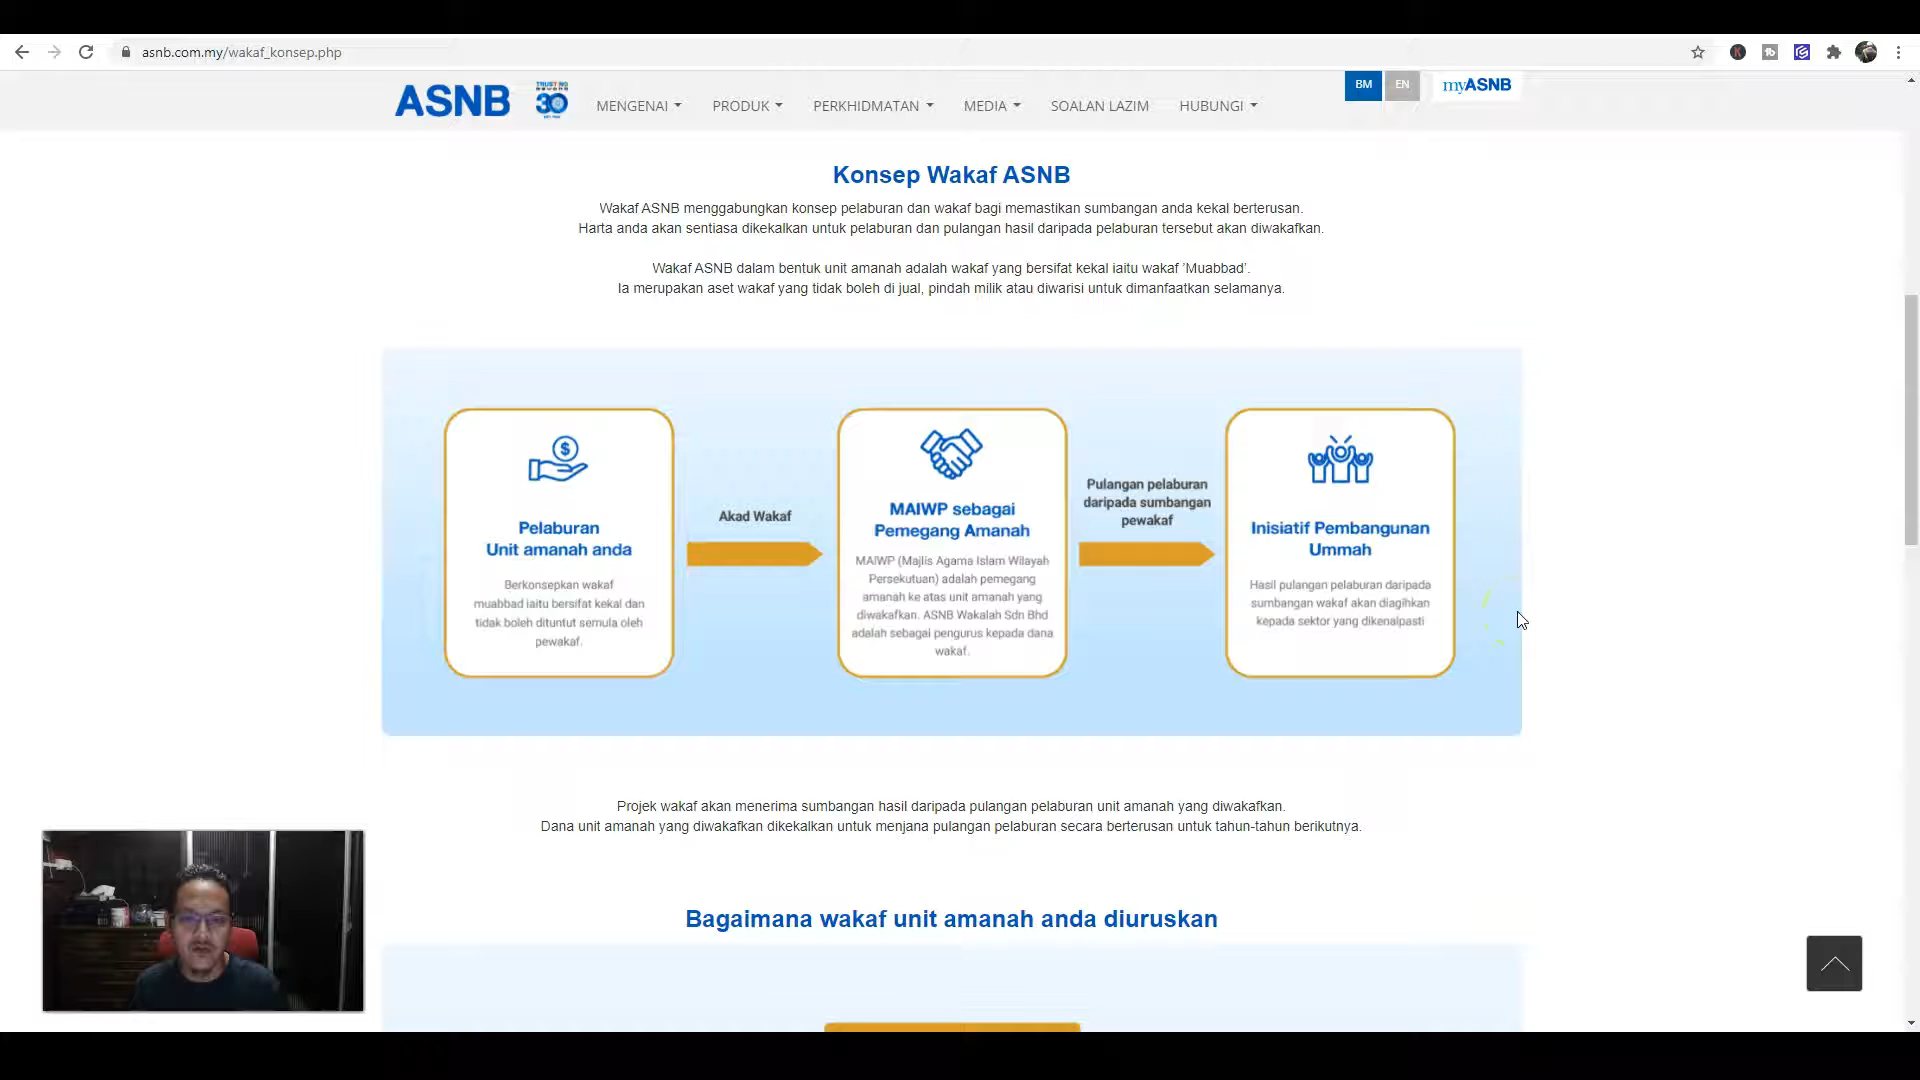 asnb.com.my/wakaf_konsep.php
ASNB
30
MENGENAI
PRODUK
PERKHIDMATAN
MEDIA
SOALAN LAZIM
HUBUNGI
BM
EN
myASNB
Konsep Wakaf ASNB
Wakaf ASNB menggabungkan konsep pelaburan dan wakaf bagi memastikan sumbangan anda kekal berterusan.
Harta anda akan sentiasa dikekalkan untuk pelaburan dan pulangan hasil daripada pelaburan tersebut akan diwakafkan.
Wakaf ASNB dalam bentuk unit amanah adalah wakaf yang bersifat kekal iaitu wakaf 'Muabbad'.
Ia merupakan aset wakaf yang tidak boleh di jual, pindah milik atau diwarisi untuk dimanfaatkan selamanya.
Pelaburan
Unit amanah anda
Berkonsepkan wakaf
muabbad iaitu bersifat kekal dan
tidak boleh dituntut semula oleh
pewakaf.
Akad Wakaf
MAIWP sebagai
Pemegang Amanah
MAIWP (Majlis Agama Islam Wilayah
Persekutuan) adalah pemegang
amanah ke atas unit amanah yang
diwakafkan. ASNB Wakalah Sdn Bhd
adalah sebagai pengurus kepada dana
wakaf.
Pulangan pelaburan
daripada sumbangan
pewakaf
Inisiatif Pembangunan
Ummah
Hasil pulangan pelaburan daripada
sumbangan wakaf akan diagihkan
kepada sektor yang dikenalpasti
Projek wakaf akan menerima sumbangan hasil daripada pulangan pelaburan unit amanah yang diwakafkan.
Dana unit amanah yang diwakafkan dikekalkan untuk menjana pulangan pelaburan secara berterusan untuk tahun-tahun berikutnya.
Bagaimana wakaf unit amanah anda diuruskan